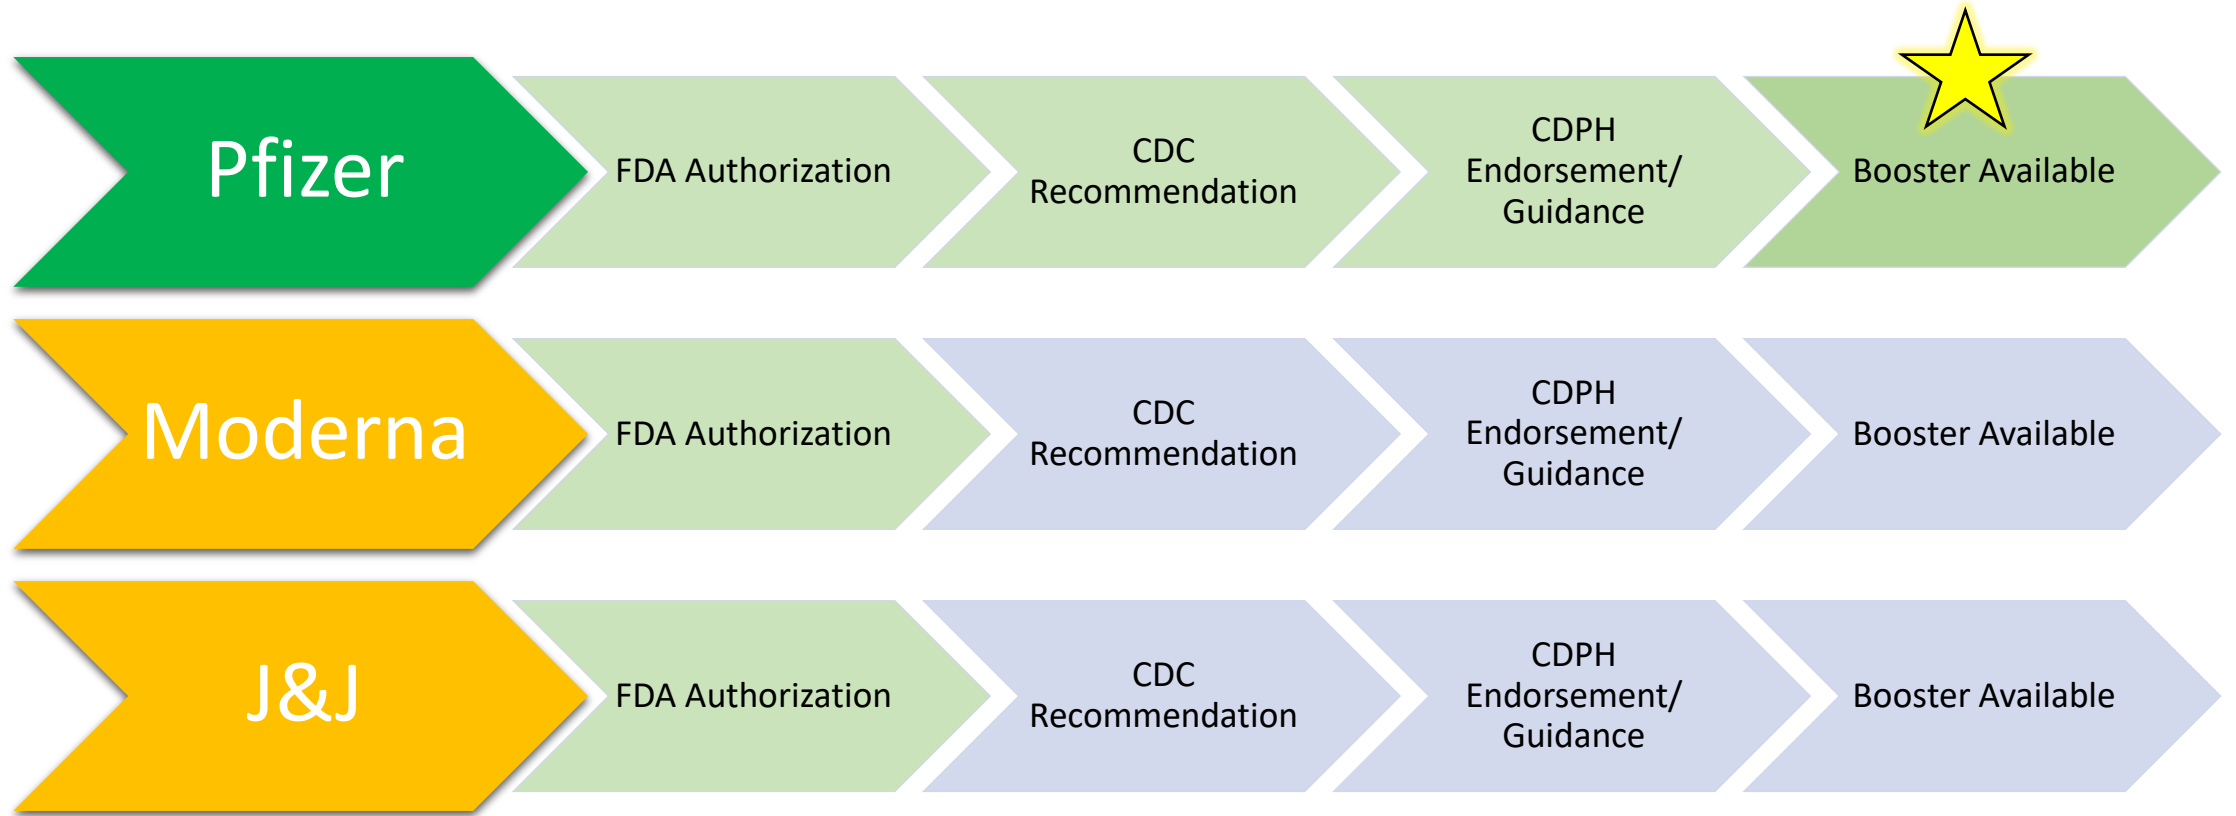 Pfizer
FDA Authorization
CDC
Recommendation
CDPH
Endorsement/
Guidance
Booster Available
Moderna
FDA Authorization
CDC
Recommendation
CDPH
Endorsement/
Guidance
Booster Available
J&J
FDA Authorization
CDC
Recommendation
CDPH
Endorsement/
Guidance
Booster Available